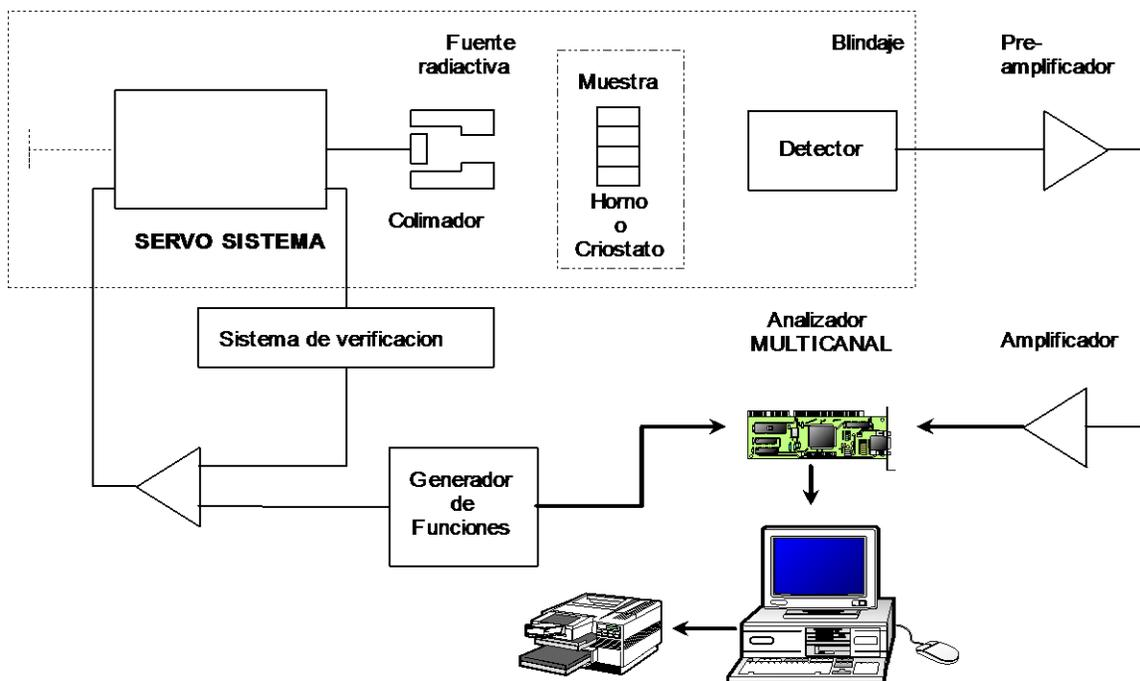 Fuente
radiactiva
Blindaje
Pre-
amplificador
Muestra
Detector
Colimador
Horno
o
Criostato
SERVO SISTEMA
Sistema de verificacion
Analizador
MULTICANAL
Amplificador
Generador
de
Funciones